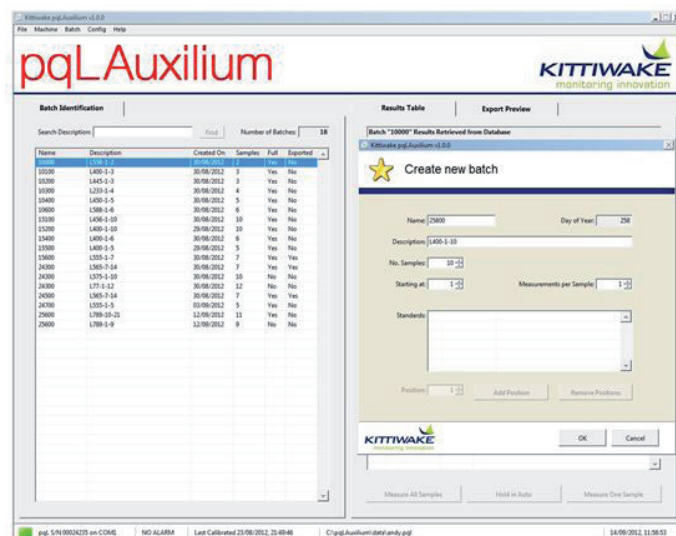 Kittiwake pqLAuxilium v1.0.0
File Machine Batch Config Help
pqLAuxilium
KITTIWAKE
monitoring innovation
Batch Identification
Results Table Export Preview
Search Description: Find Number of Batches: 18
Batch "10000" Results Retrieved from Database
Name Description Created On Samples Full Exported
10000 L556-1-2 30/08/2012 2 Yes No
10200 L400-1-3 30/08/2012 3 Yes No
10200 L445-1-3 30/08/2012 3 Yes No
10300 L233-1-4 30/08/2012 4 Yes No
10400 L450-1-5 30/08/2012 5 Yes No
10600 L588-1-6 30/08/2012 6 Yes No
13100 L456-1-10 30/08/2012 10 Yes No
15200 L400-1-10 29/08/2012 10 Yes No
15400 L400-1-6 30/08/2012 6 Yes No
15500 L400-1-5 29/08/2012 5 Yes No
15600 L555-1-7 30/08/2012 7 Yes Yes
24300 L565-7-14 30/08/2012 7 Yes Yes
24300 L575-1-10 30/08/2012 10 No No
24300 L77-1-12 30/08/2012 12 No No
24500 L565-7-14 30/08/2012 7 Yes Yes
24700 L555-1-5 03/09/2012 5 Yes No
25600 L789-10-21 12/09/2012 11 Yes No
25600 L789-1-9 12/09/2012 9 No No
Kittiwake pqLAuxilium v1.0.0
Create new batch
Name: 25800 Day of Year: 258
Description: L400-1-10
No. Samples: 10
Starting at: 1 Measurements per Sample: 1
Standards:
Position: 1 Add Position Remove Positions
KITTIWAKE
monitoring innovation
OK Cancel
Measure All Samples Hold in Auto Measure One Sample
pqL S/N 00024235 on COM1 NO ALARM Last Calibrated 23/08/2012, 21:49:46 C:\pqLAuxilium\data\andy.pql 14/09/2012, 11:58:53